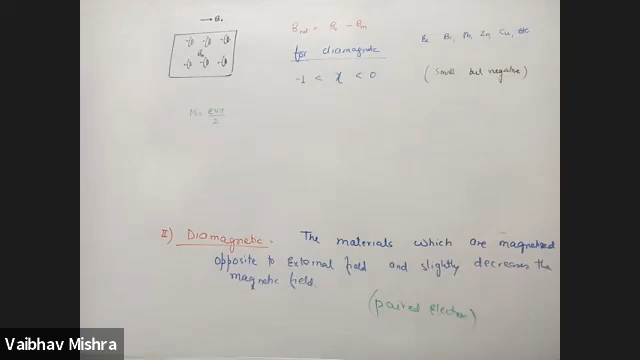 → B₀
B_net = B₀ - B_m
for diamagnetic
-1 < χ < 0
Bi, Zn, Cu, etc
(small but negative)
M = evr/2
II) Diamagnetic. The materials which are magnetized
opposite to external field and slightly decreases the
magnetic field.
(paired electron)
Vaibhav Mishra